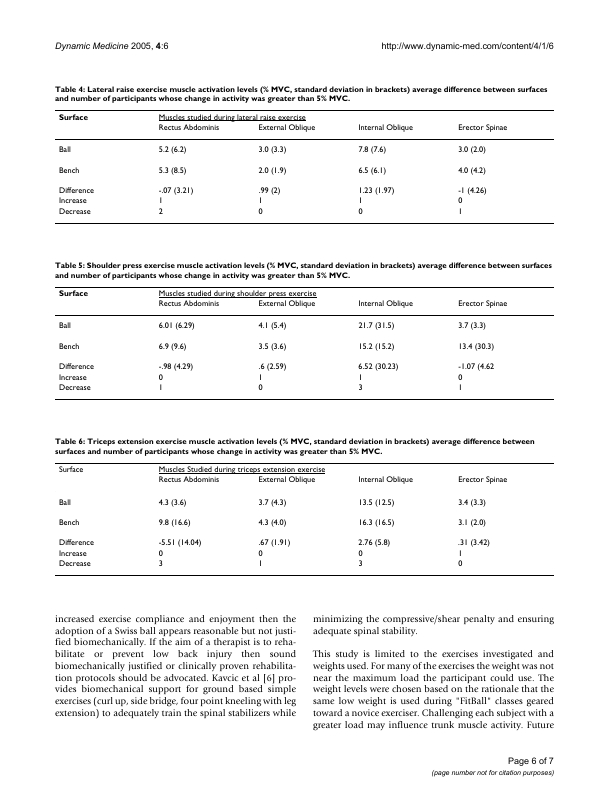 Dynamic Medicine 2005, 4:6 http://www.dynamic-med.com/content/4/1/6
Table 4: Lateral raise exercise muscle activation levels (% MVC, standard deviation in brackets) average difference between surfaces
and number of participants whose change in activity was greater than 5% MVC.
Surface Muscles studied during lateral raise exercise
Rectus Abdominis External Oblique Internal Oblique Erector Spinae
Ball 5.2 (6.2) 3.0 (3.3) 7.8 (7.6) 3.0 (2.0)
Bench 5.3 (8.5) 2.0 (1.9) 6.5 (6.1) 4.0 (4.2)
Difference -.07 (3.21) .99 (2) 1.23 (1.97) -1 (4.26)
Increase 1 1 1 0
Decrease 2 0 0 1
Table 5: Shoulder press exercise muscle activation levels (% MVC, standard deviation in brackets) average difference between surfaces
and number of participants whose change in activity was greater than 5% MVC.
Surface Muscles studied during shoulder press exercise
Rectus Abdominis External Oblique Internal Oblique Erector Spinae
Ball 6.01 (6.29) 4.1 (5.4) 21.7 (31.5) 3.7 (3.3)
Bench 6.9 (9.6) 3.5 (3.6) 15.2 (15.2) 13.4 (30.3)
Difference -.98 (4.29) .6 (2.59) 6.52 (30.23) -1.07 (4.62
Increase 0 1 1 0
Decrease 1 0 3 1
Table 6: Triceps extension exercise muscle activation levels (% MVC, standard deviation in brackets) average difference between
surfaces and number of participants whose change in activity was greater than 5% MVC.
Surface Muscles Studied during triceps extension exercise
Rectus Abdominis External Oblique Internal Oblique Erector Spinae
Ball 4.3 (3.6) 3.7 (4.3) 13.5 (12.5) 3.4 (3.3)
Bench 9.8 (16.6) 4.3 (4.0) 16.3 (16.5) 3.1 (2.0)
Difference -5.51 (14.04) .67 (1.91) 2.76 (5.8) .31 (3.42)
Increase 0 0 0 1
Decrease 3 1 3 0
increased exercise compliance and enjoyment then the
adoption of a Swiss ball appears reasonable but not justi-
fied biomechanically. If the aim of a therapist is to reha-
bilitate or prevent low back injury then sound
biomechanically justified or clinically proven rehabilita-
tion protocols should be advocated. Kavcic et al [6] pro-
vides biomechanical support for ground based simple
exercises (curl up, side bridge, four point kneeling with leg
extension) to adequately train the spinal stabilizers while
minimizing the compressive/shear penalty and ensuring
adequate spinal stability.
This study is limited to the exercises investigated and
weights used. For many of the exercises the weight was not
near the maximum load the participant could use. The
weight levels were chosen based on the rationale that the
same low weight is used during "FitBall" classes geared
toward a novice exerciser. Challenging each subject with a
greater load may influence trunk muscle activity. Future
Page 6 of 7
(page number not for citation purposes)